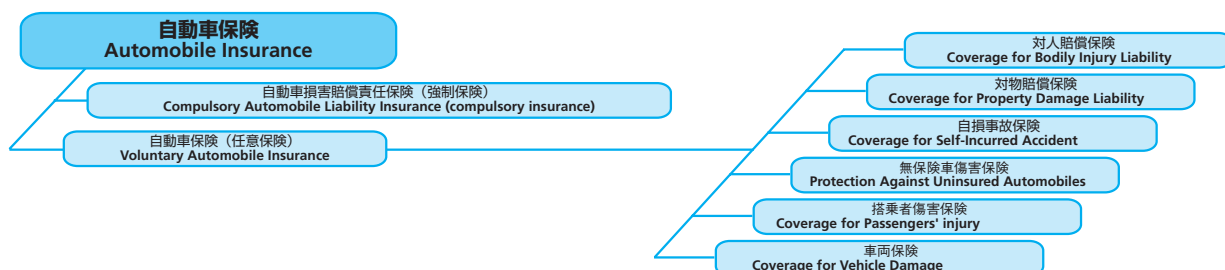 自動車保険
Automobile Insurance
自動車損害賠償責任保険（強制保険）
Compulsory Automobile Liability Insurance (compulsory insurance)
自動車保険（任意保険）
Voluntary Automobile Insurance
対人賠償保険
Coverage for Bodily Injury Liability
対物賠償保険
Coverage for Property Damage Liability
自損事故保険
Coverage for Self-Incurred Accident
無保険車傷害保険
Protection Against Uninsured Automobiles
搭乗者傷害保険
Coverage for Passengers' injury
車両保険
Coverage for Vehicle Damage